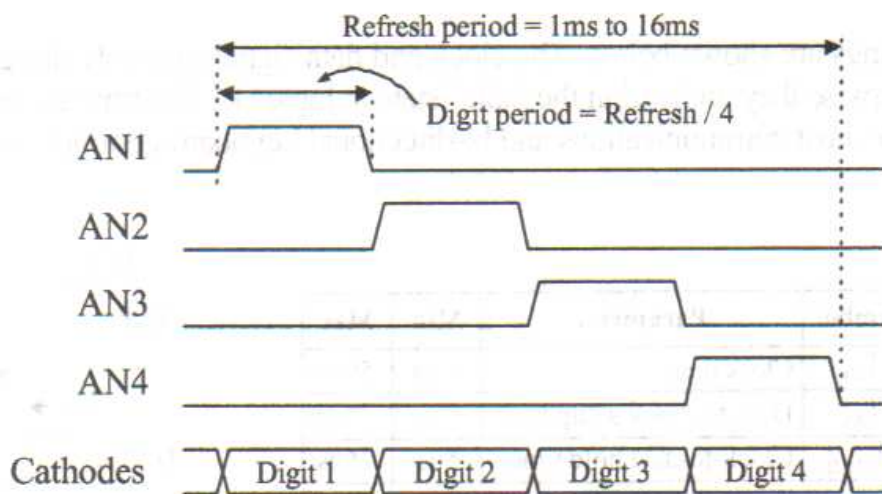 Refresh period = 1ms to 16ms
Digit period = Refresh / 4
AN1
AN2
AN3
AN4
Cathodes
Digit 1
Digit 2
Digit 3
Digit 4